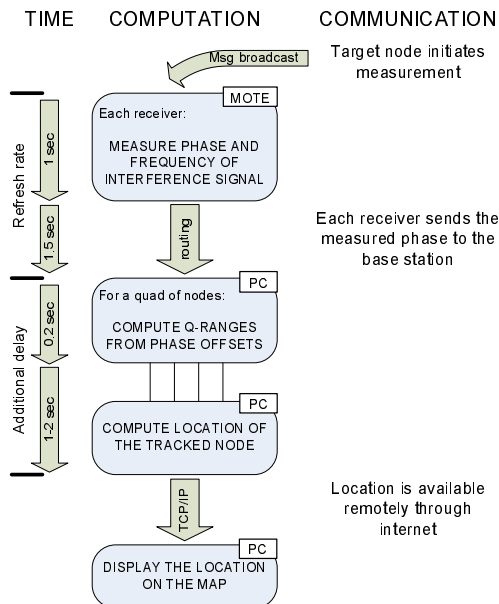 TIME
COMPUTATION
COMMUNICATION
Msg broadcast
Target node initiates
measurement
MOTE
Each receiver:
MEASURE PHASE AND
FREQUENCY OF
INTERFERENCE SIGNAL
Refresh rate
1 sec
1.5 sec
routing
Each receiver sends the
measured phase to the
base station
PC
For a quad of nodes:
COMPUTE Q-RANGES
FROM PHASE OFFSETS
Additional delay
0.2 sec
1-2 sec
PC
COMPUTE LOCATION OF
THE TRACKED NODE
TCP/IP
Location is available
remotely through
internet
PC
DISPLAY THE LOCATION
ON THE MAP